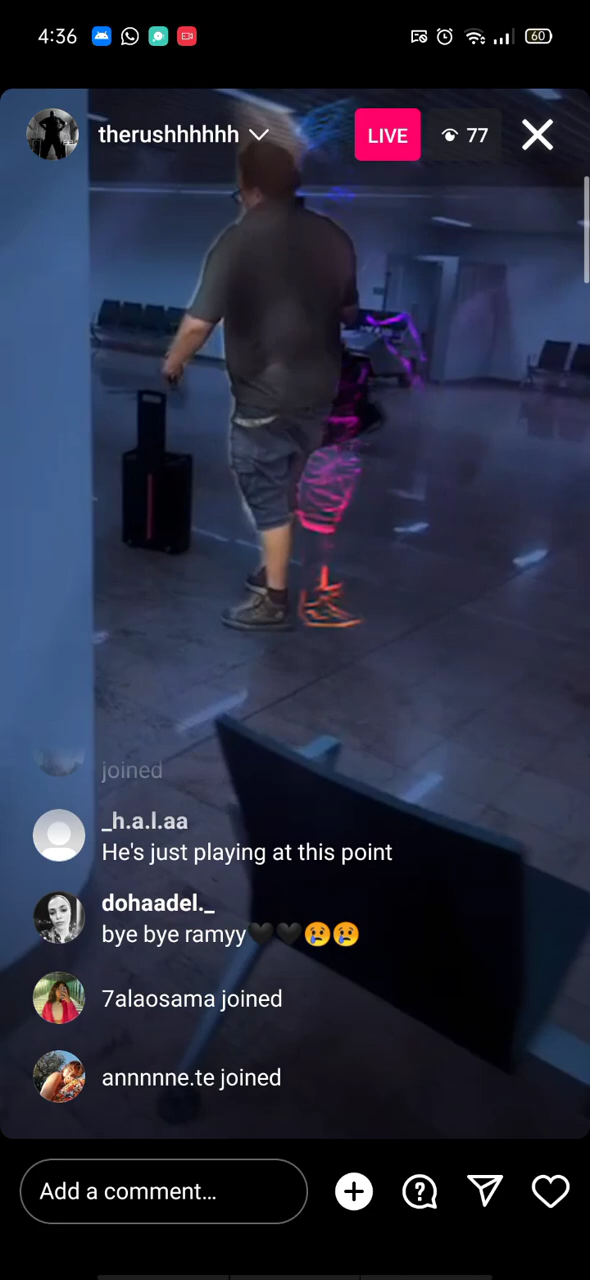 4:36
60
therushhhhhh
LIVE
77
joined
_h.a.l.aa
He's just playing at this point
dohaadel._
bye bye ramyy🖤🖤😢😢
7alaosama joined
annnnne.te joined
Add a comment...